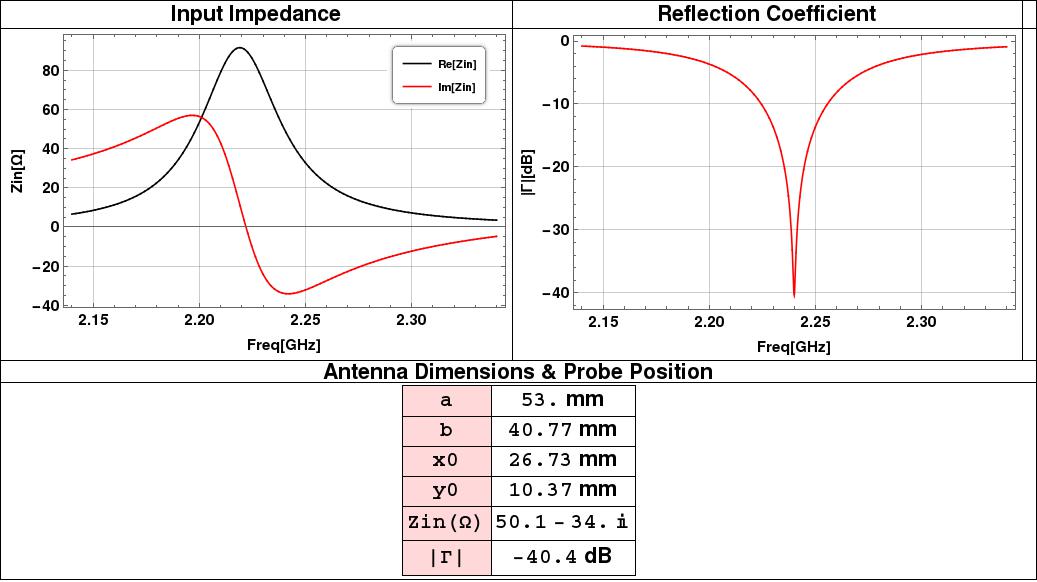 Input Impedance
Reflection Coefficient
80
60
40
20
0
−20
−40
Zin[Ω]
Re[Zin]
Im[Zin]
2.15
2.20
2.25
2.30
Freq[GHz]
0
−10
−20
−30
−40
|Γ|[dB]
2.15
2.20
2.25
2.30
Freq[GHz]
Antenna Dimensions & Probe Position
a 53. mm
b 40.77 mm
x0 26.73 mm
y0 10.37 mm
Zin(Ω) 50.1 − 34. i
|Γ| −40.4 dB